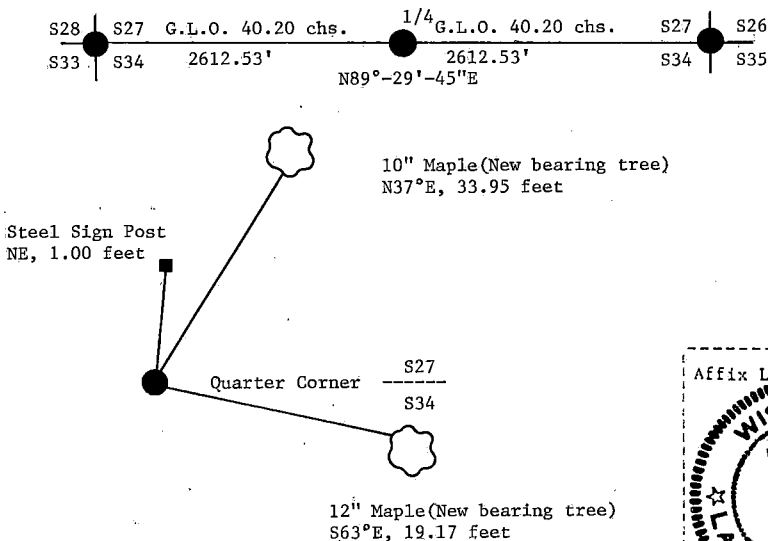 S28 S27 G.L.O. 40.20 chs. 1/4 G.L.O. 40.20 chs. S27 S26
S33 S34 2612.53' 2612.53' S34 S35
N89°-29'-45"E
10" Maple(New bearing tree)
N37°E, 33.95 feet
Steel Sign Post
NE, 1.00 feet
Quarter Corner
S27
------
S34
Affix L
WIS
LA
12" Maple(New bearing tree)
S63°E, 19.17 feet